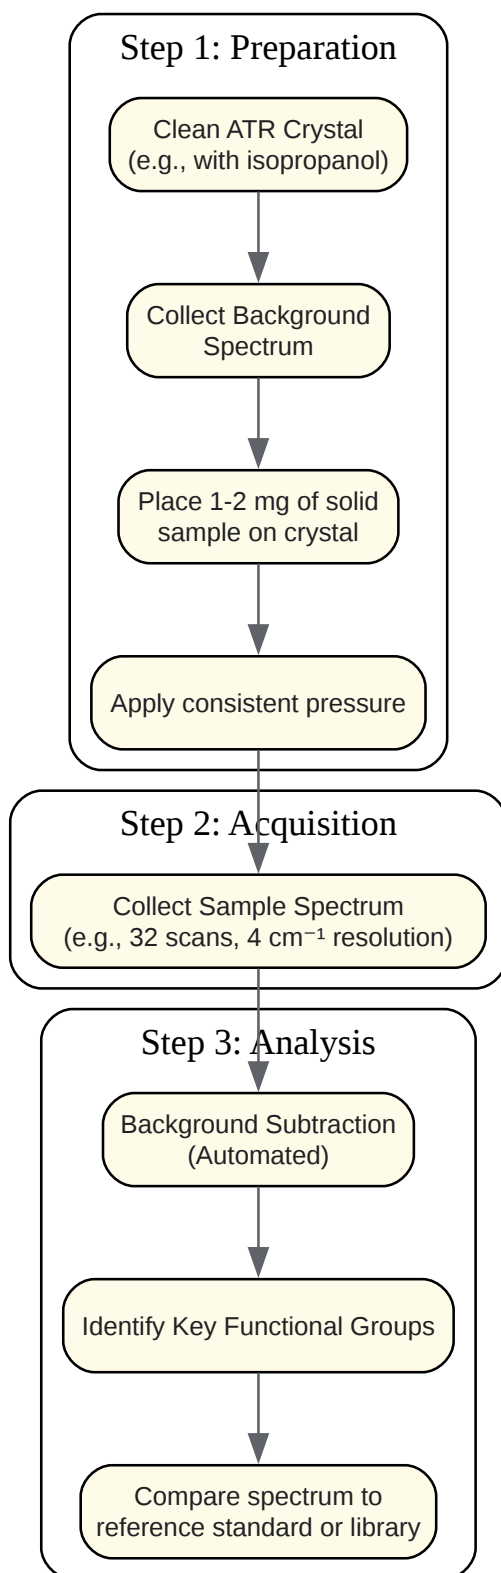 Step 1: Preparation
Clean ATR Crystal
(e.g., with isopropanol)
Collect Background
Spectrum
Place 1-2 mg of solid
sample on crystal
Apply consistent pressure
Step 2: Acquisition
Collect Sample Spectrum
(e.g., 32 scans, 4 cm⁻¹ resolution)
Step 3: Analysis
Background Subtraction
(Automated)
Identify Key Functional Groups
Compare spectrum to
reference standard or library